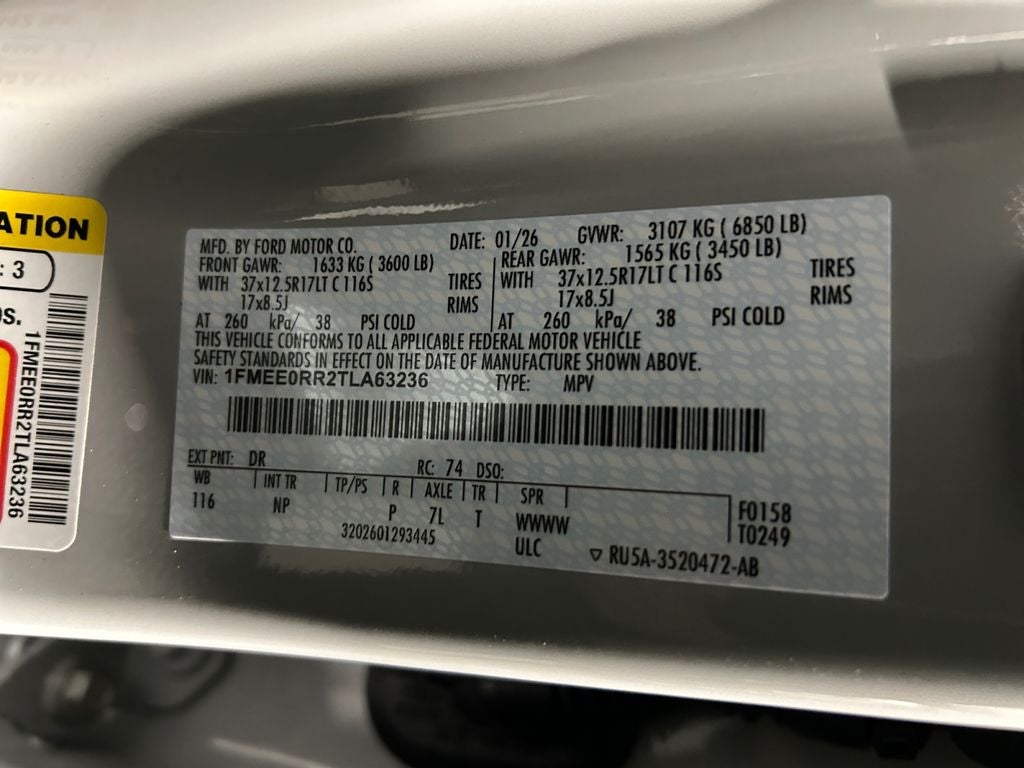 ATION
: 3
S.
1FMEE0RR2TLA63236
MFD. BY FORD MOTOR CO. DATE: 01/26 GVWR: 3107 KG ( 6850 LB)
FRONT GAWR: 1633 KG ( 3600 LB) REAR GAWR: 1565 KG ( 3450 LB)
WITH 37x12.5R17LT C 116S TIRES WITH 37x12.5R17LT C 116S TIRES
17x8.5J RIMS 17x8.5J RIMS
AT 260 kPa/ 38 PSI COLD AT 260 kPa/ 38 PSI COLD
THIS VEHICLE CONFORMS TO ALL APPLICABLE FEDERAL MOTOR VEHICLE
SAFETY STANDARDS IN EFFECT ON THE DATE OF MANUFACTURE SHOWN ABOVE.
VIN: 1FMEE0RR2TLA63236 TYPE: MPV
EXT PNT: DR RC: 74 DSO:
WB INT TR TP/PS R AXLE TR SPR
116 NP P 7L T WWWW F0158
3202601293445 ULC T0249
RU5A-3520472-AB